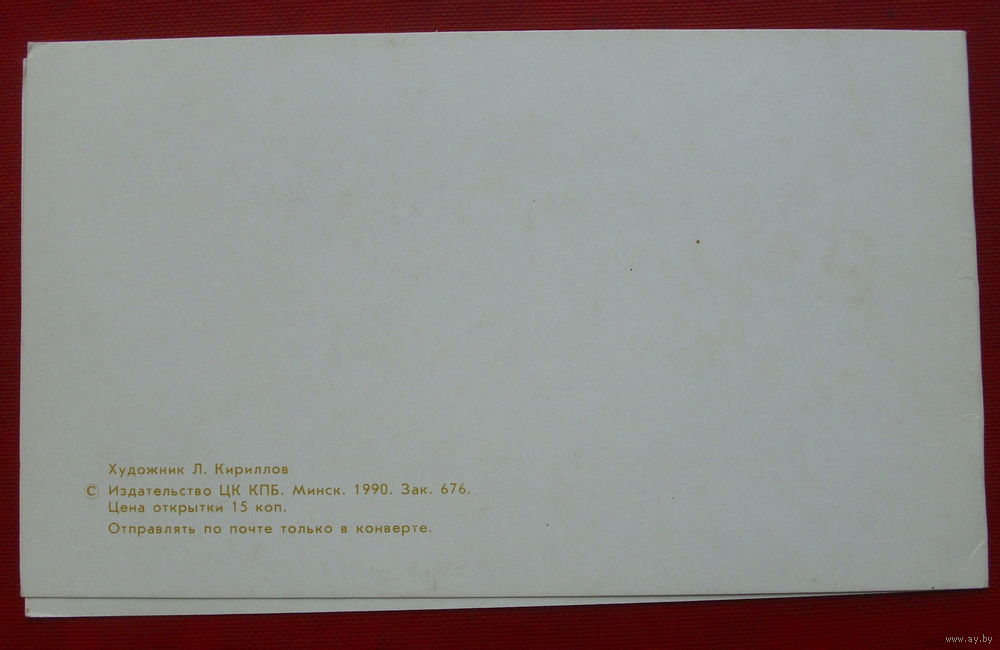 Художник Л. Кириллов
© Издательство ЦК КПБ. Минск. 1990. Зак. 676.
Цена открытки 15 коп.
Отправлять по почте только в конверте.
www.ay.by